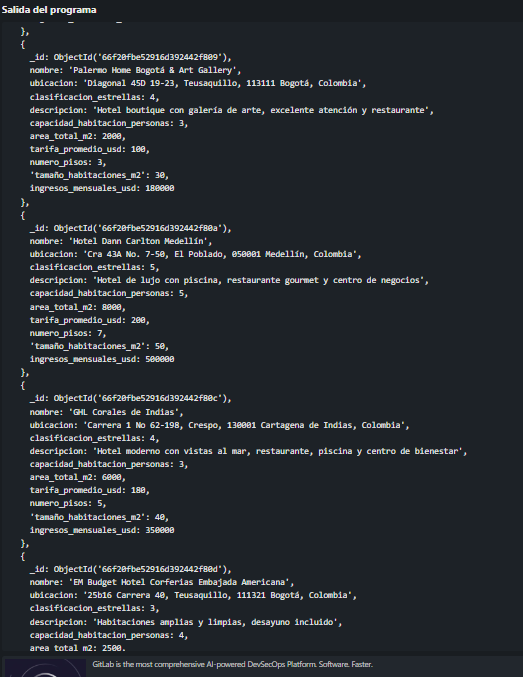 Salida del programa
},
{
_id: ObjectId('66f20fbe52916d392442f809'),
nombre: 'Palermo Home Bogotá & Art Gallery',
ubicacion: 'Diagonal 45D 19-23, Teusaquillo, 111311 Bogotá, Colombia',
clasificacion_estrellas: 4,
descripcion: 'Hotel boutique con galería de arte, excelente atención y restaurante',
capacidad_habitacion_personas: 3,
area_total_m2: 2000,
tarifa_promedio_usd: 100,
numero_pisos: 3,
'tamaño_habitaciones_m2': 30,
ingresos_mensuales_usd: 180000
},
{
_id: ObjectId('66f20fbe52916d392442f80a'),
nombre: 'Hotel Dann Carlton Medellín',
ubicacion: 'Cra 43A No. 7-50, El Poblado, 050001 Medellín, Colombia',
clasificacion_estrellas: 5,
descripcion: 'Hotel de lujo con piscina, restaurante gourmet y centro de negocios',
capacidad_habitacion_personas: 5,
area_total_m2: 8000,
tarifa_promedio_usd: 200,
numero_pisos: 7,
'tamaño_habitaciones_m2': 50,
ingresos_mensuales_usd: 500000
},
{
_id: ObjectId('66f20fbe52916d392442f80c'),
nombre: 'GHL Corales de Indias',
ubicacion: 'Carrera 1 No 62-198, Crespo, 130001 Cartagena de Indias, Colombia',
clasificacion_estrellas: 4,
descripcion: 'Hotel moderno con vistas al mar, restaurante, piscina y centro de bienestar',
capacidad_habitacion_personas: 3,
area_total_m2: 6000,
tarifa_promedio_usd: 180,
numero_pisos: 5,
'tamaño_habitaciones_m2': 40,
ingresos_mensuales_usd: 350000
},
{
_id: ObjectId('66f20fbe52916d392442f80d'),
nombre: 'EM Budget Hotel Corferias Embajada Americana',
ubicacion: '25b16 Carrera 40, Teusaquillo, 111321 Bogotá, Colombia',
clasificacion_estrellas: 3,
descripcion: 'Habitaciones amplias y limpias, desayuno incluido',
capacidad_habitacion_personas: 4,
area_total_m2: 2500,
GitLab is the most comprehensive AI-powered DevSecOps Platform. Software. Faster.